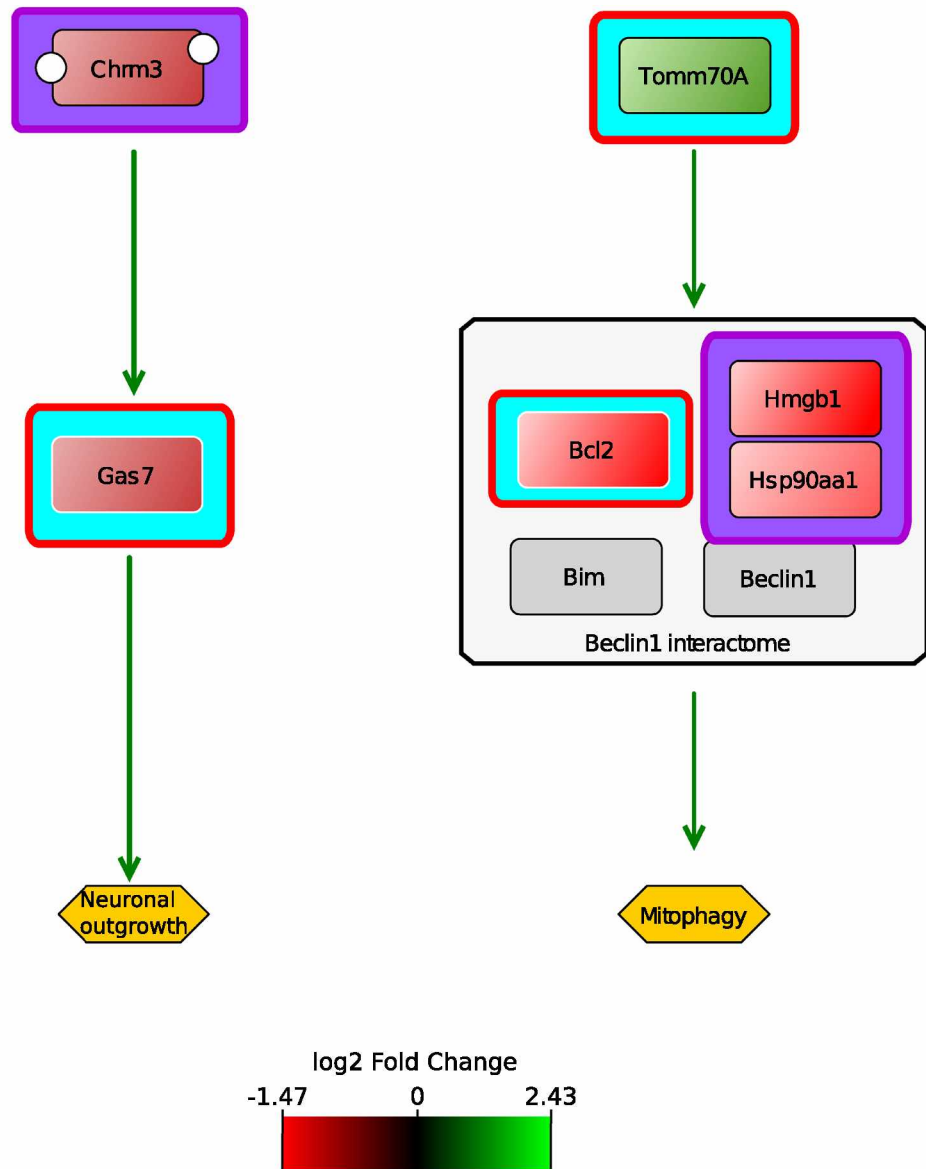 Chrm3
Tomm70A
Hmgb1
Bcl2
Gas7
Hsp90aa1
Bim
Beclin1
Beclin1 interactome
Neuronal
outgrowth
Mitophagy
log2 Fold Change
-1.47 0 2.43